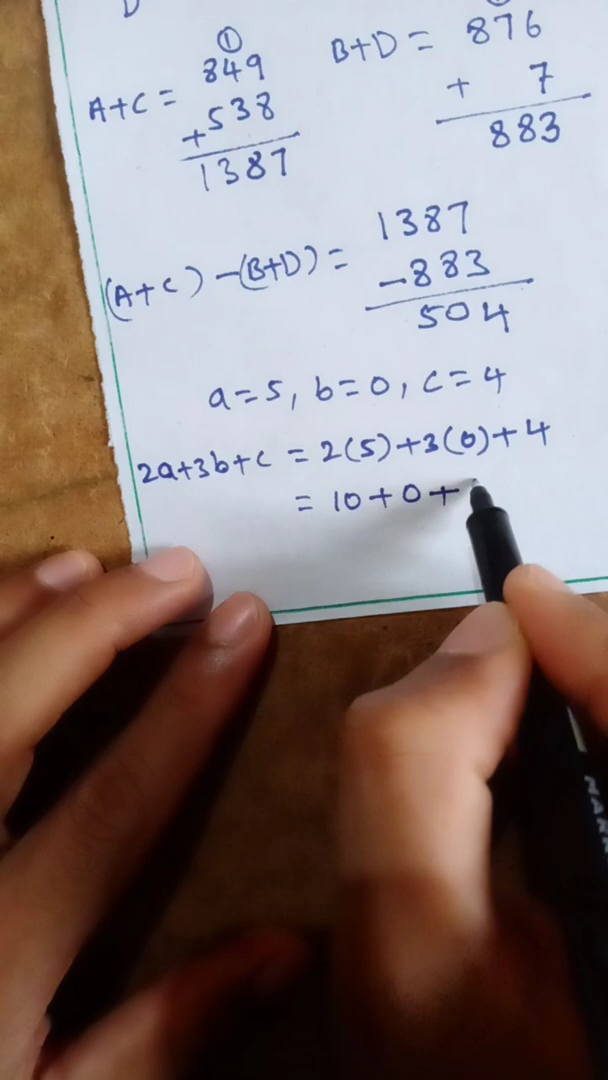 D
A+C = 849 B+D = 876
1
+538 + 7
1387 883
(A+C) -(B+D) = 1387
-883
504
a=5, b=0, c=4
2a+3b+c = 2(5)+3(0)+4
= 10+0+